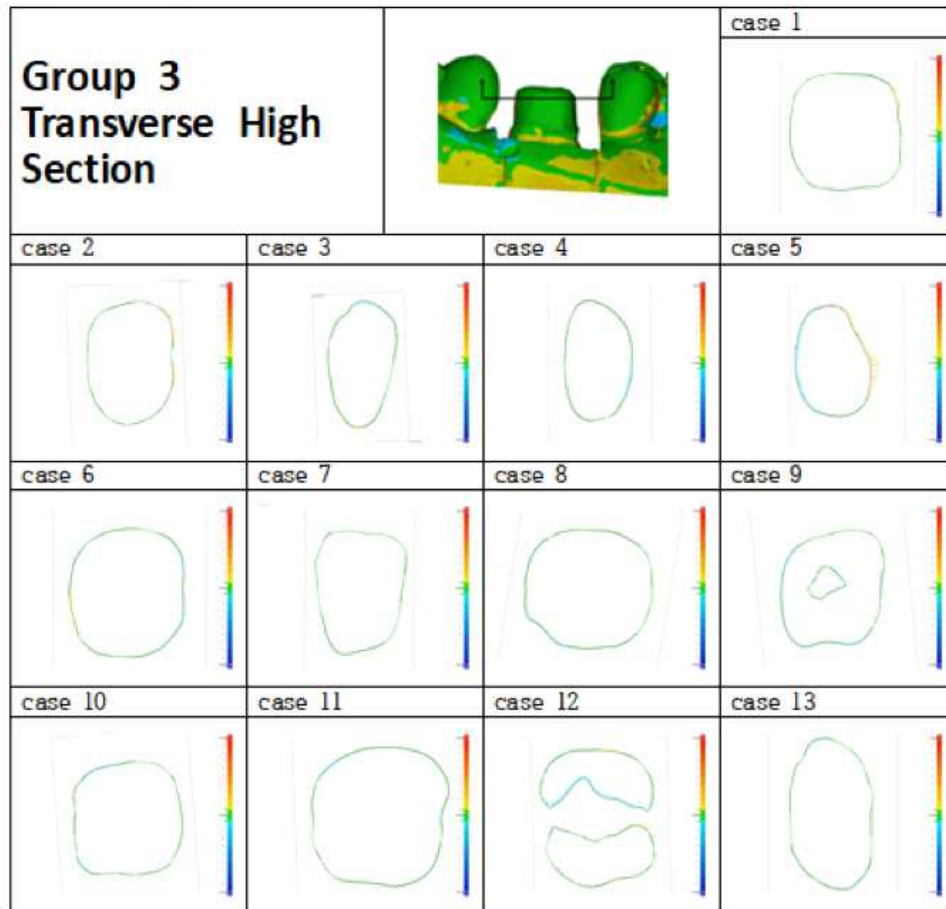 Group 3
Transverse High
Section
case 1
case 2
case 3
case 4
case 5
case 6
case 7
case 8
case 9
case 10
case 11
case 12
case 13